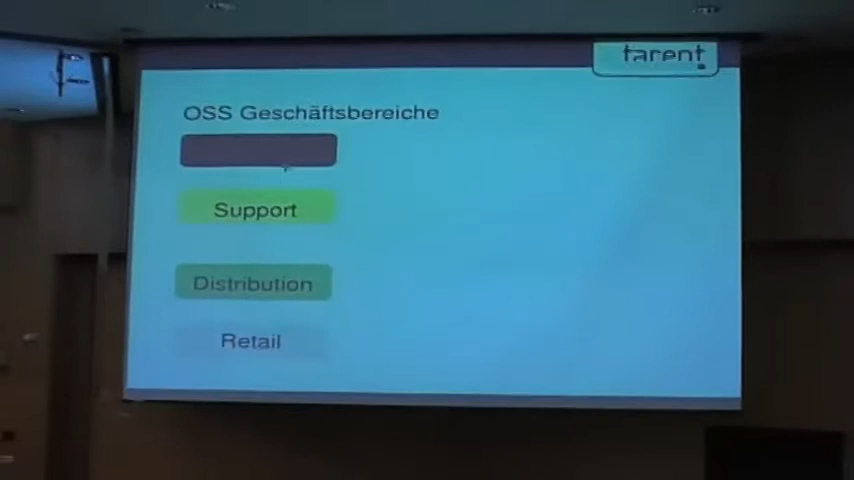 tarent
OSS Geschäftsbereiche
Support
Distribution
Retail